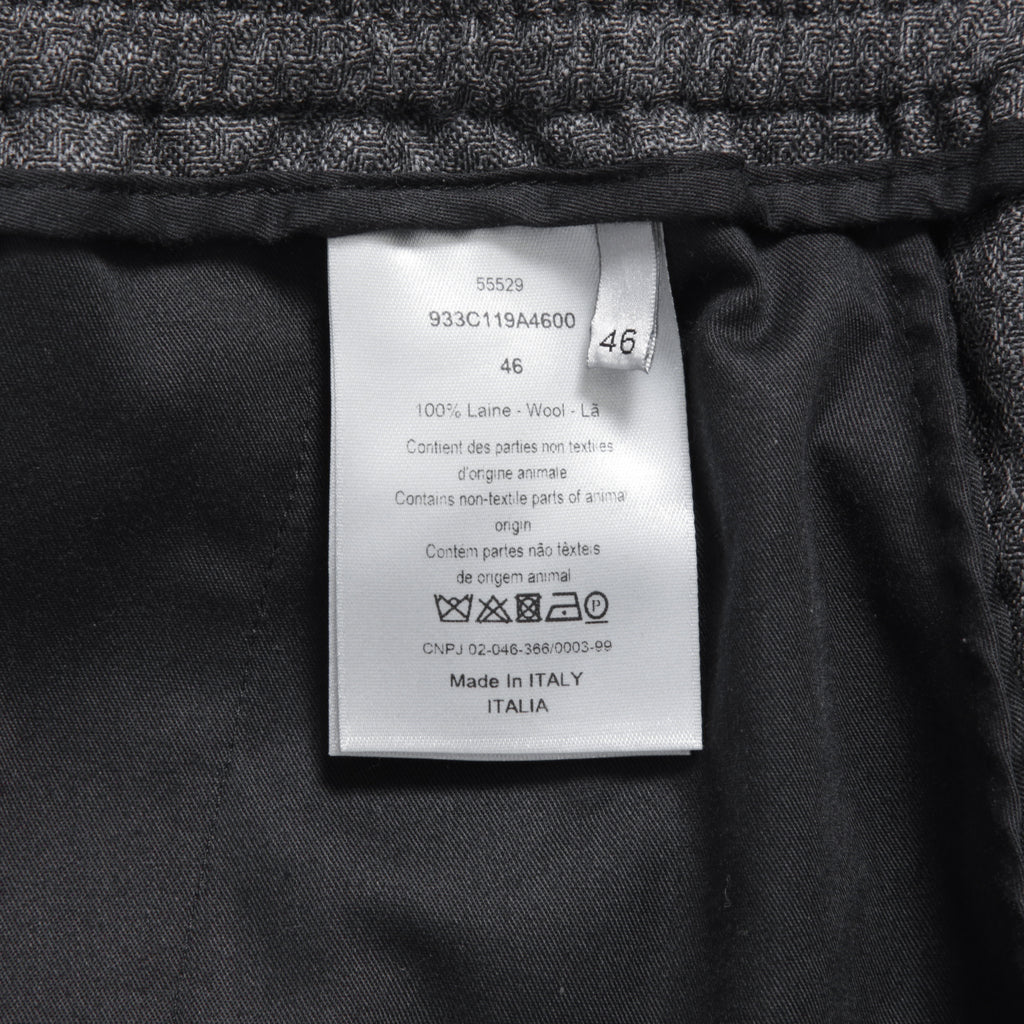 55529
933C119A4600
46
46
100% Laine - Wool - Lã
Contient des parties non textiles
d'origine animale
Contains non-textile parts of animal
origin
Contém partes não têxteis
de origem animal
P
CNPJ 02-046-366/0003-99
Made In ITALY
ITALIA